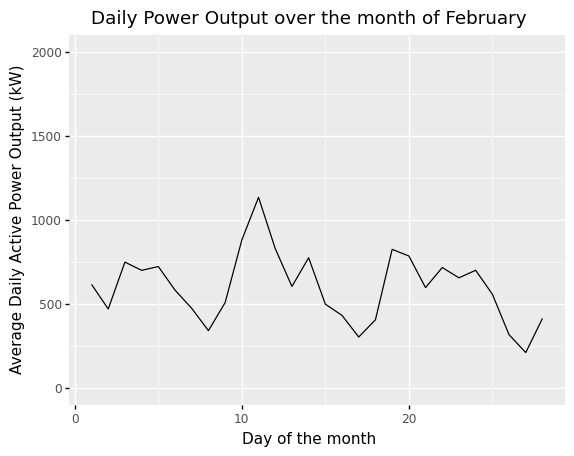 Daily Power Output over the month of February
Average Daily Active Power Output (kW)
2000
1500
1000
500
0
0
10
20
Day of the month